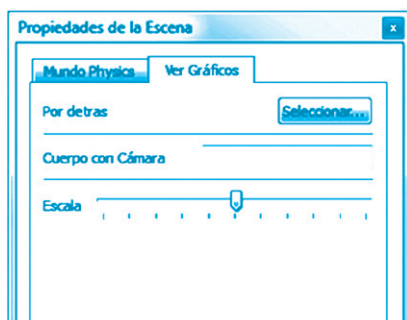 Propiedades de la Escena
Mundo Physics Ver Gráficos
Por detras Seleccionar...
Cuerpo con Cámara
Escala